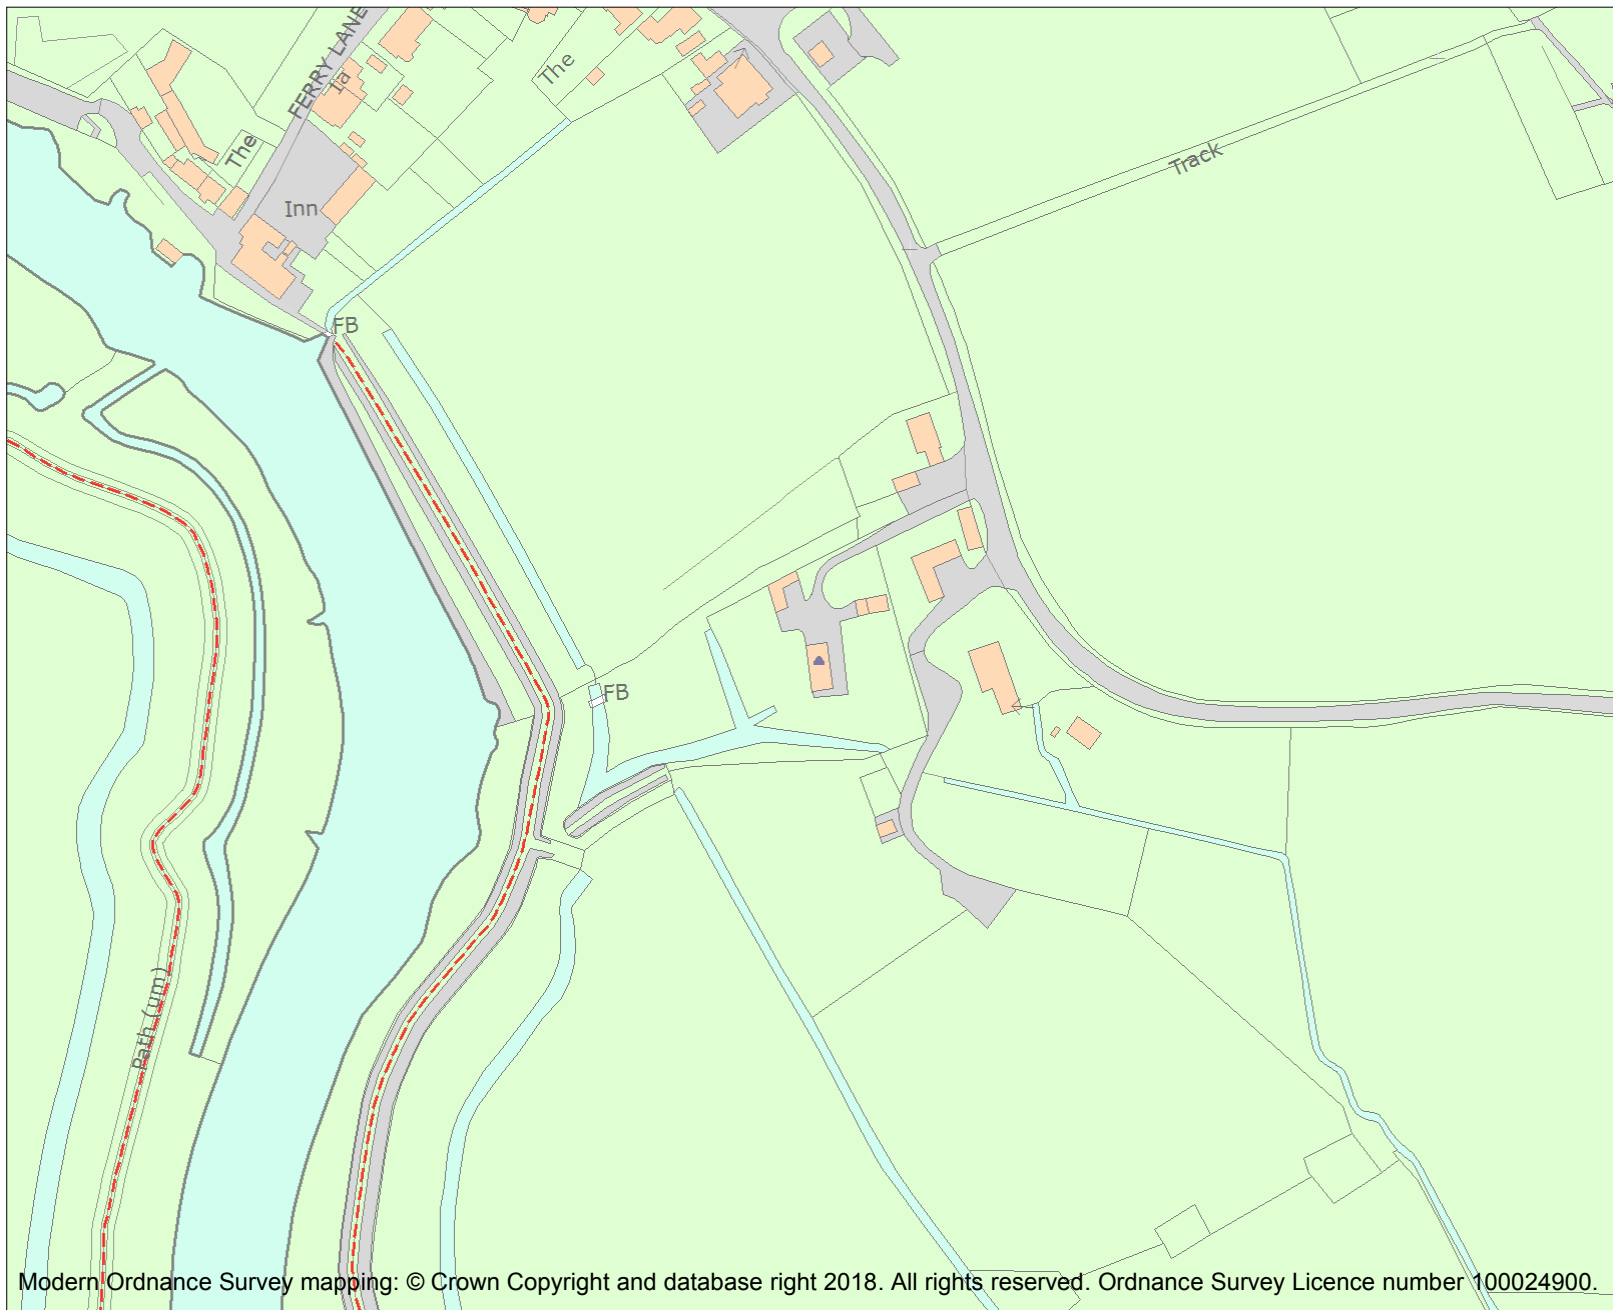 FERRY LANE
1a
The
The
Inn
Track
FB
FB
Path (um)
Modern Ordnance Survey mapping: © Crown Copyright and database right 2018. All rights reserved. Ordnance Survey Licence number 100024900.